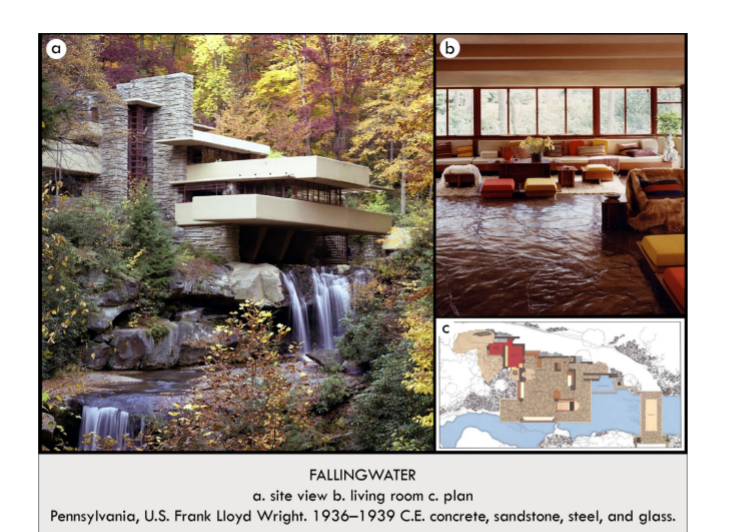 a
b
c
FALLINGWATER
a. site view b. living room c. plan
Pennsylvania, U.S. Frank Lloyd Wright. 1936–1939 C.E. concrete, sandstone, steel, and glass.